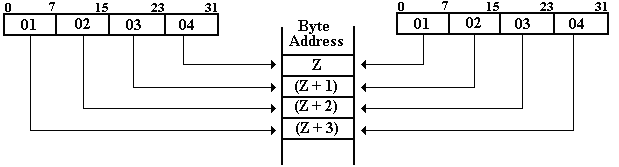 0 7 15 23 31
01 02 03 04
0 7 15 23 31
01 02 03 04
Byte
Address
Z
(Z + 1)
(Z + 2)
(Z + 3)